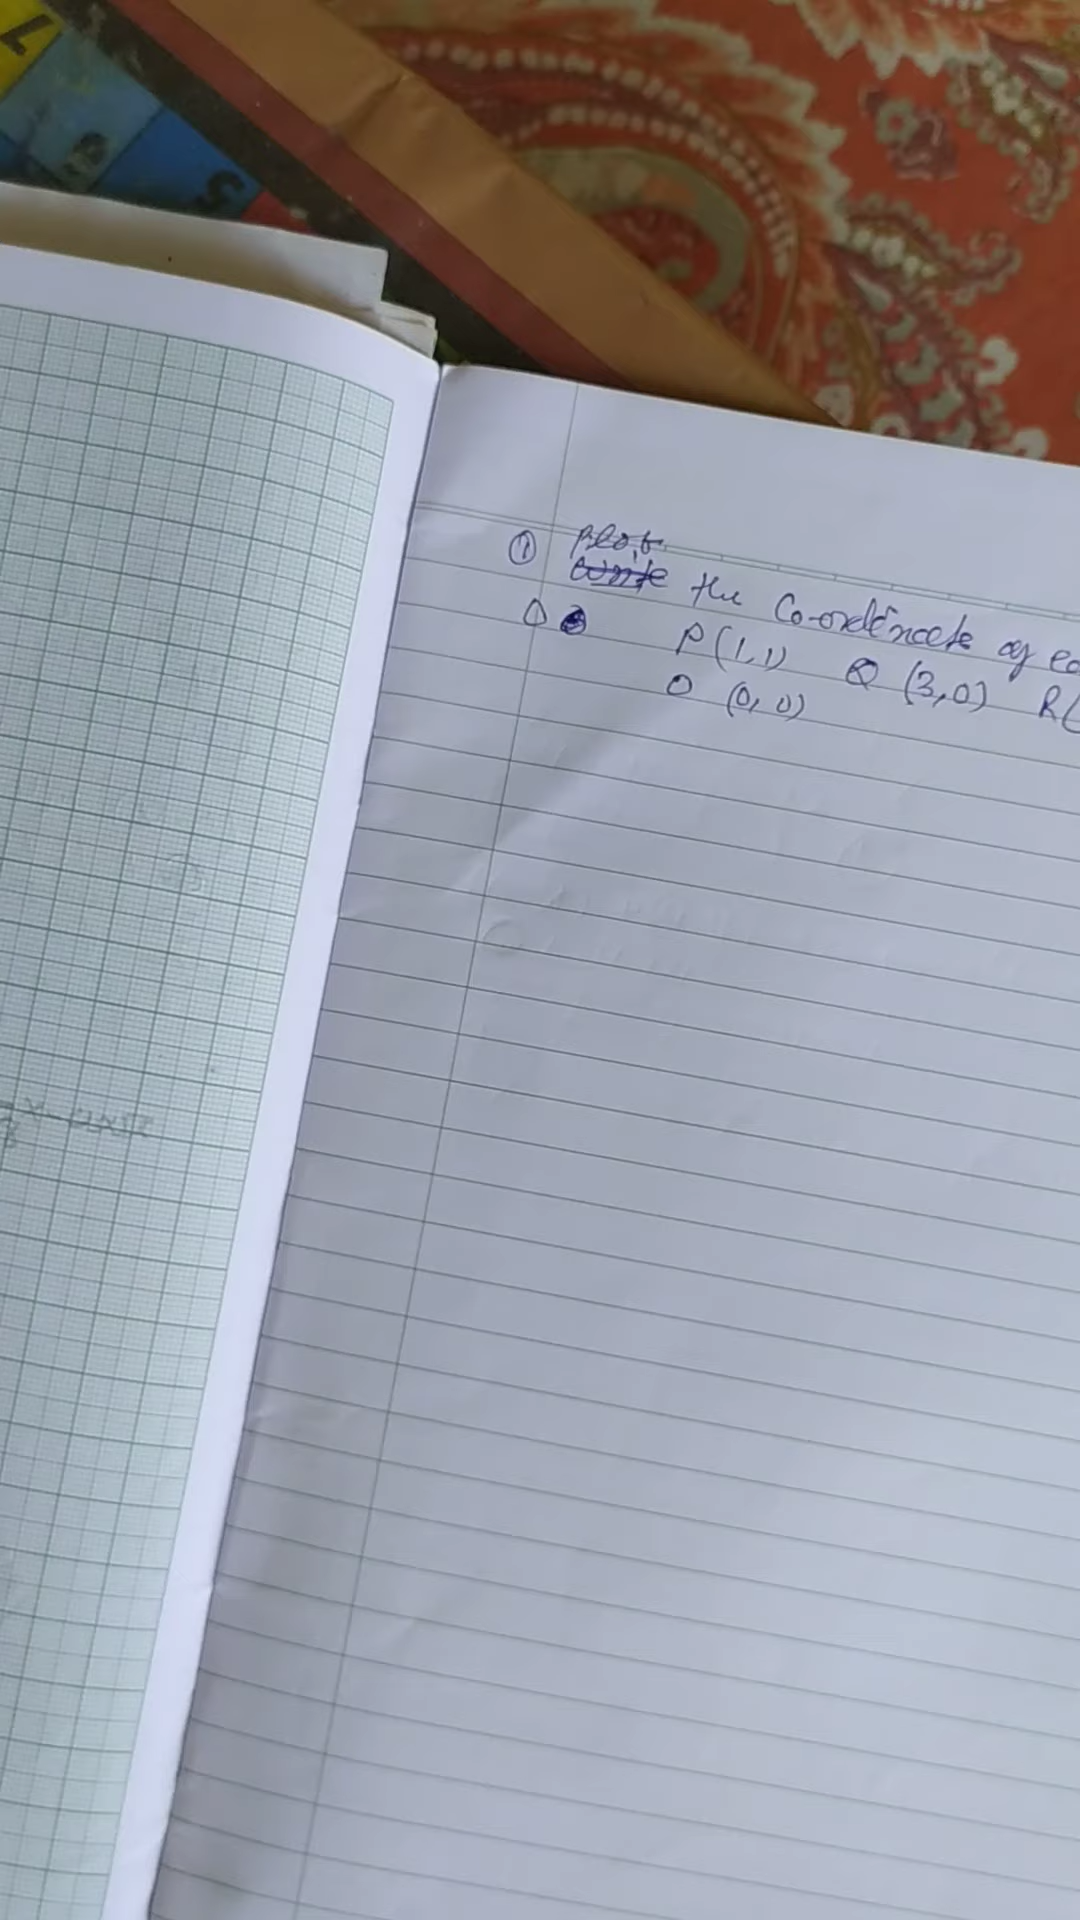 ① Plot
the Co-ordinate of
P(1,1) Q (3,0) R(
O (0,0)